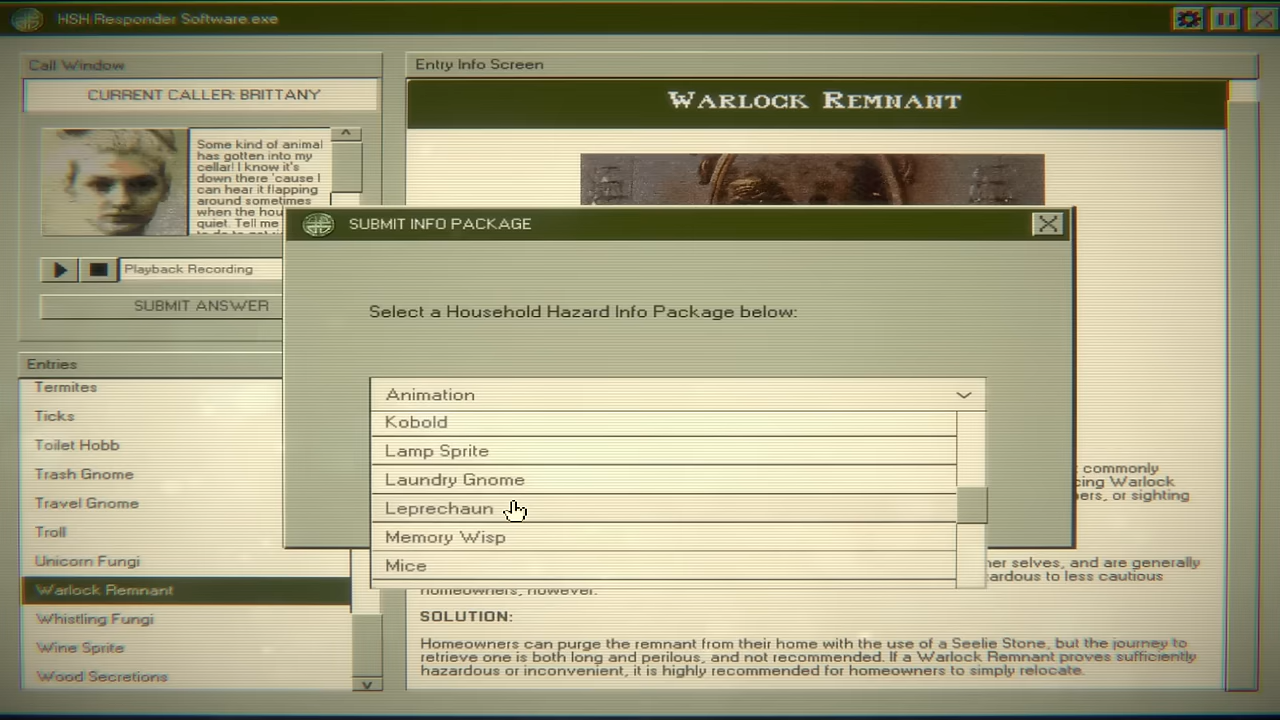 HSH Responder Software.exe
Call Window
CURRENT CALLER: BRITTANY
Some kind of animal
has gotten into my
cellar! I know it's
down there 'cause I
can hear it flapping
around sometimes
when the hou
quiet. Tell me
Playback Recording
SUBMIT ANSWER
Entries
Termites
Ticks
Toilet Hobb
Trash Gnome
Travel Gnome
Troll
Unicorn Fungi
Warlock Remnant
Whistling Fungi
Wine Sprite
Wood Secretions
Entry Info Screen
WARLOCK REMNANT
SUBMIT INFO PACKAGE
Select a Household Hazard Info Package below:
Animation
Kobold
Lamp Sprite
Laundry Gnome
Leprechaun
Memory Wisp
Mice
commonly
cing Warlock
ers, or sighting
her selves, and are generally
zardous to less cautious
homeowners, however.
SOLUTION:
Homeowners can purge the remnant from their home with the use of a Seelie Stone, but the journey to
retrieve one is both long and perilous, and not recommended. If a Warlock Remnant proves sufficiently
hazardous or inconvenient, it is highly recommended for homeowners to simply relocate.